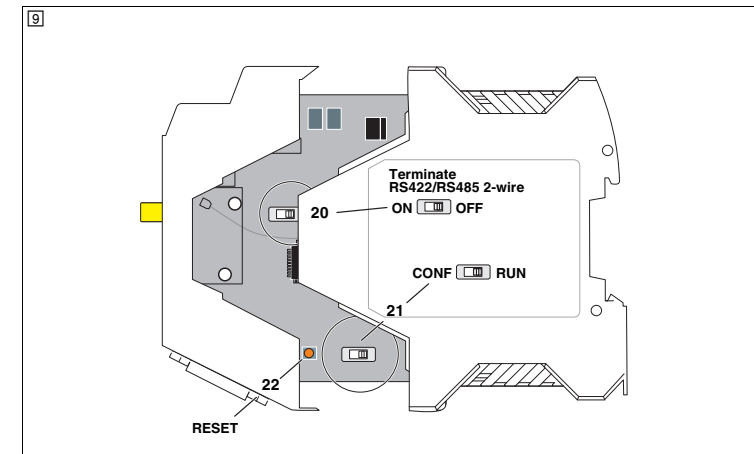 9
Terminate
RS422/RS485 2-wire
20
ON OFF
CONF RUN
21
22
RESET